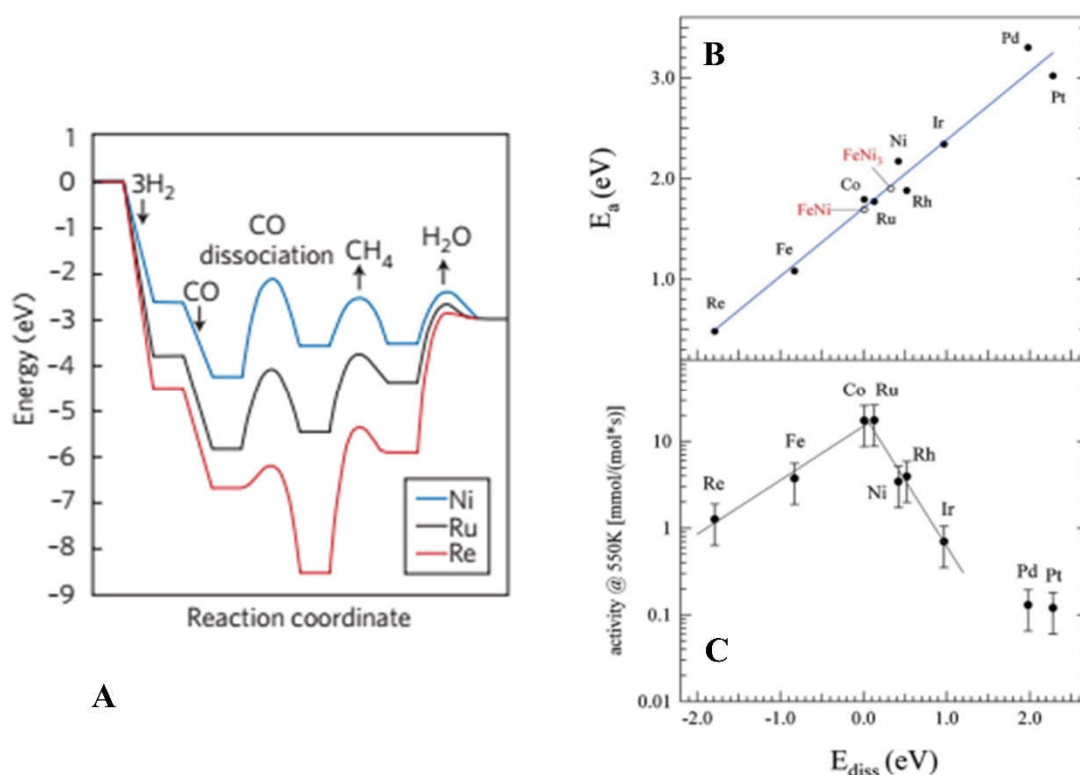 1
0
-1
-2
-3
-4
-5
-6
-7
-8
-9
Energy (eV)
3H₂
CO
CO
dissociation
CH₄
H₂O
Ni
Ru
Re
Reaction coordinate
A
B
3.0
2.0
1.0
Eₐ (eV)
Re
Fe
FeNi
Co
FeNi₃
Ru
Ni
Rh
Ir
Pd
Pt
C
10
1
0.1
0.01
activity @ 550K [mmol/(mol*s)]
Re
Fe
Co Ru
Ni
Rh
Ir
Pd Pt
-2.0 -1.0 0.0 1.0 2.0
E_diss (eV)